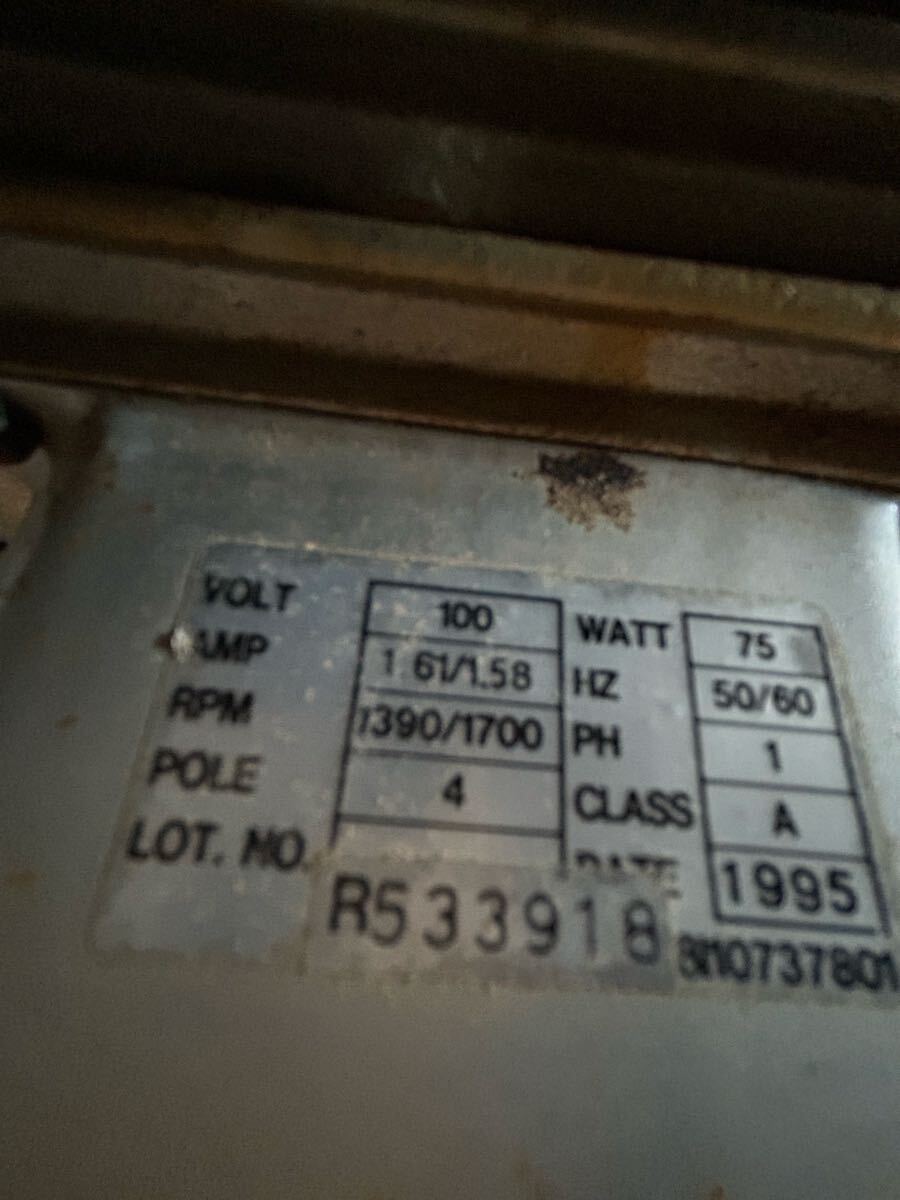 VOLT 100 WATT 75
AMP 1.61/1.58 HZ 50/60
RPM 1390/1700 PH 1
POLE 4 CLASS A
LOT. NO. R533918 DATE 1995